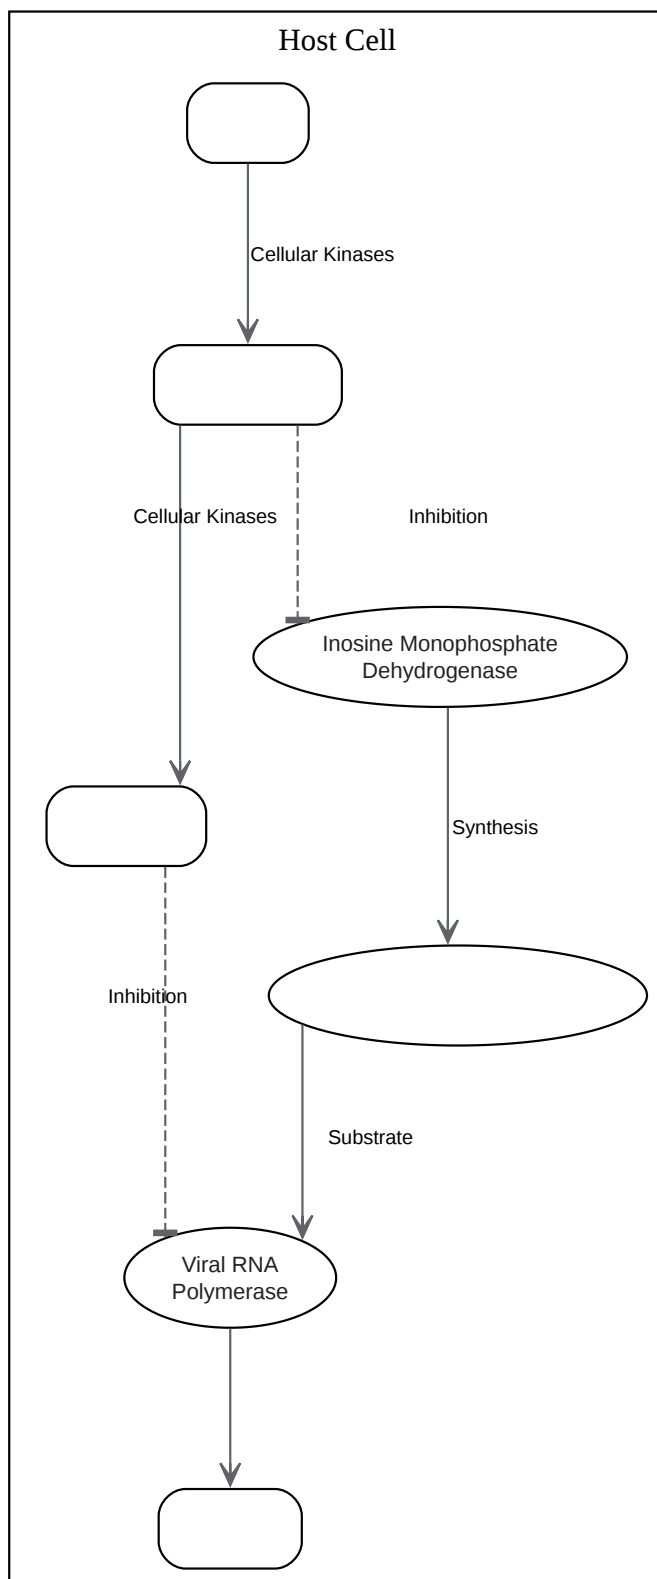 Host Cell
Cellular Kinases
Cellular Kinases
Inhibition
Inosine Monophosphate
Dehydrogenase
Synthesis
Inhibition
Substrate
Viral RNA
Polymerase